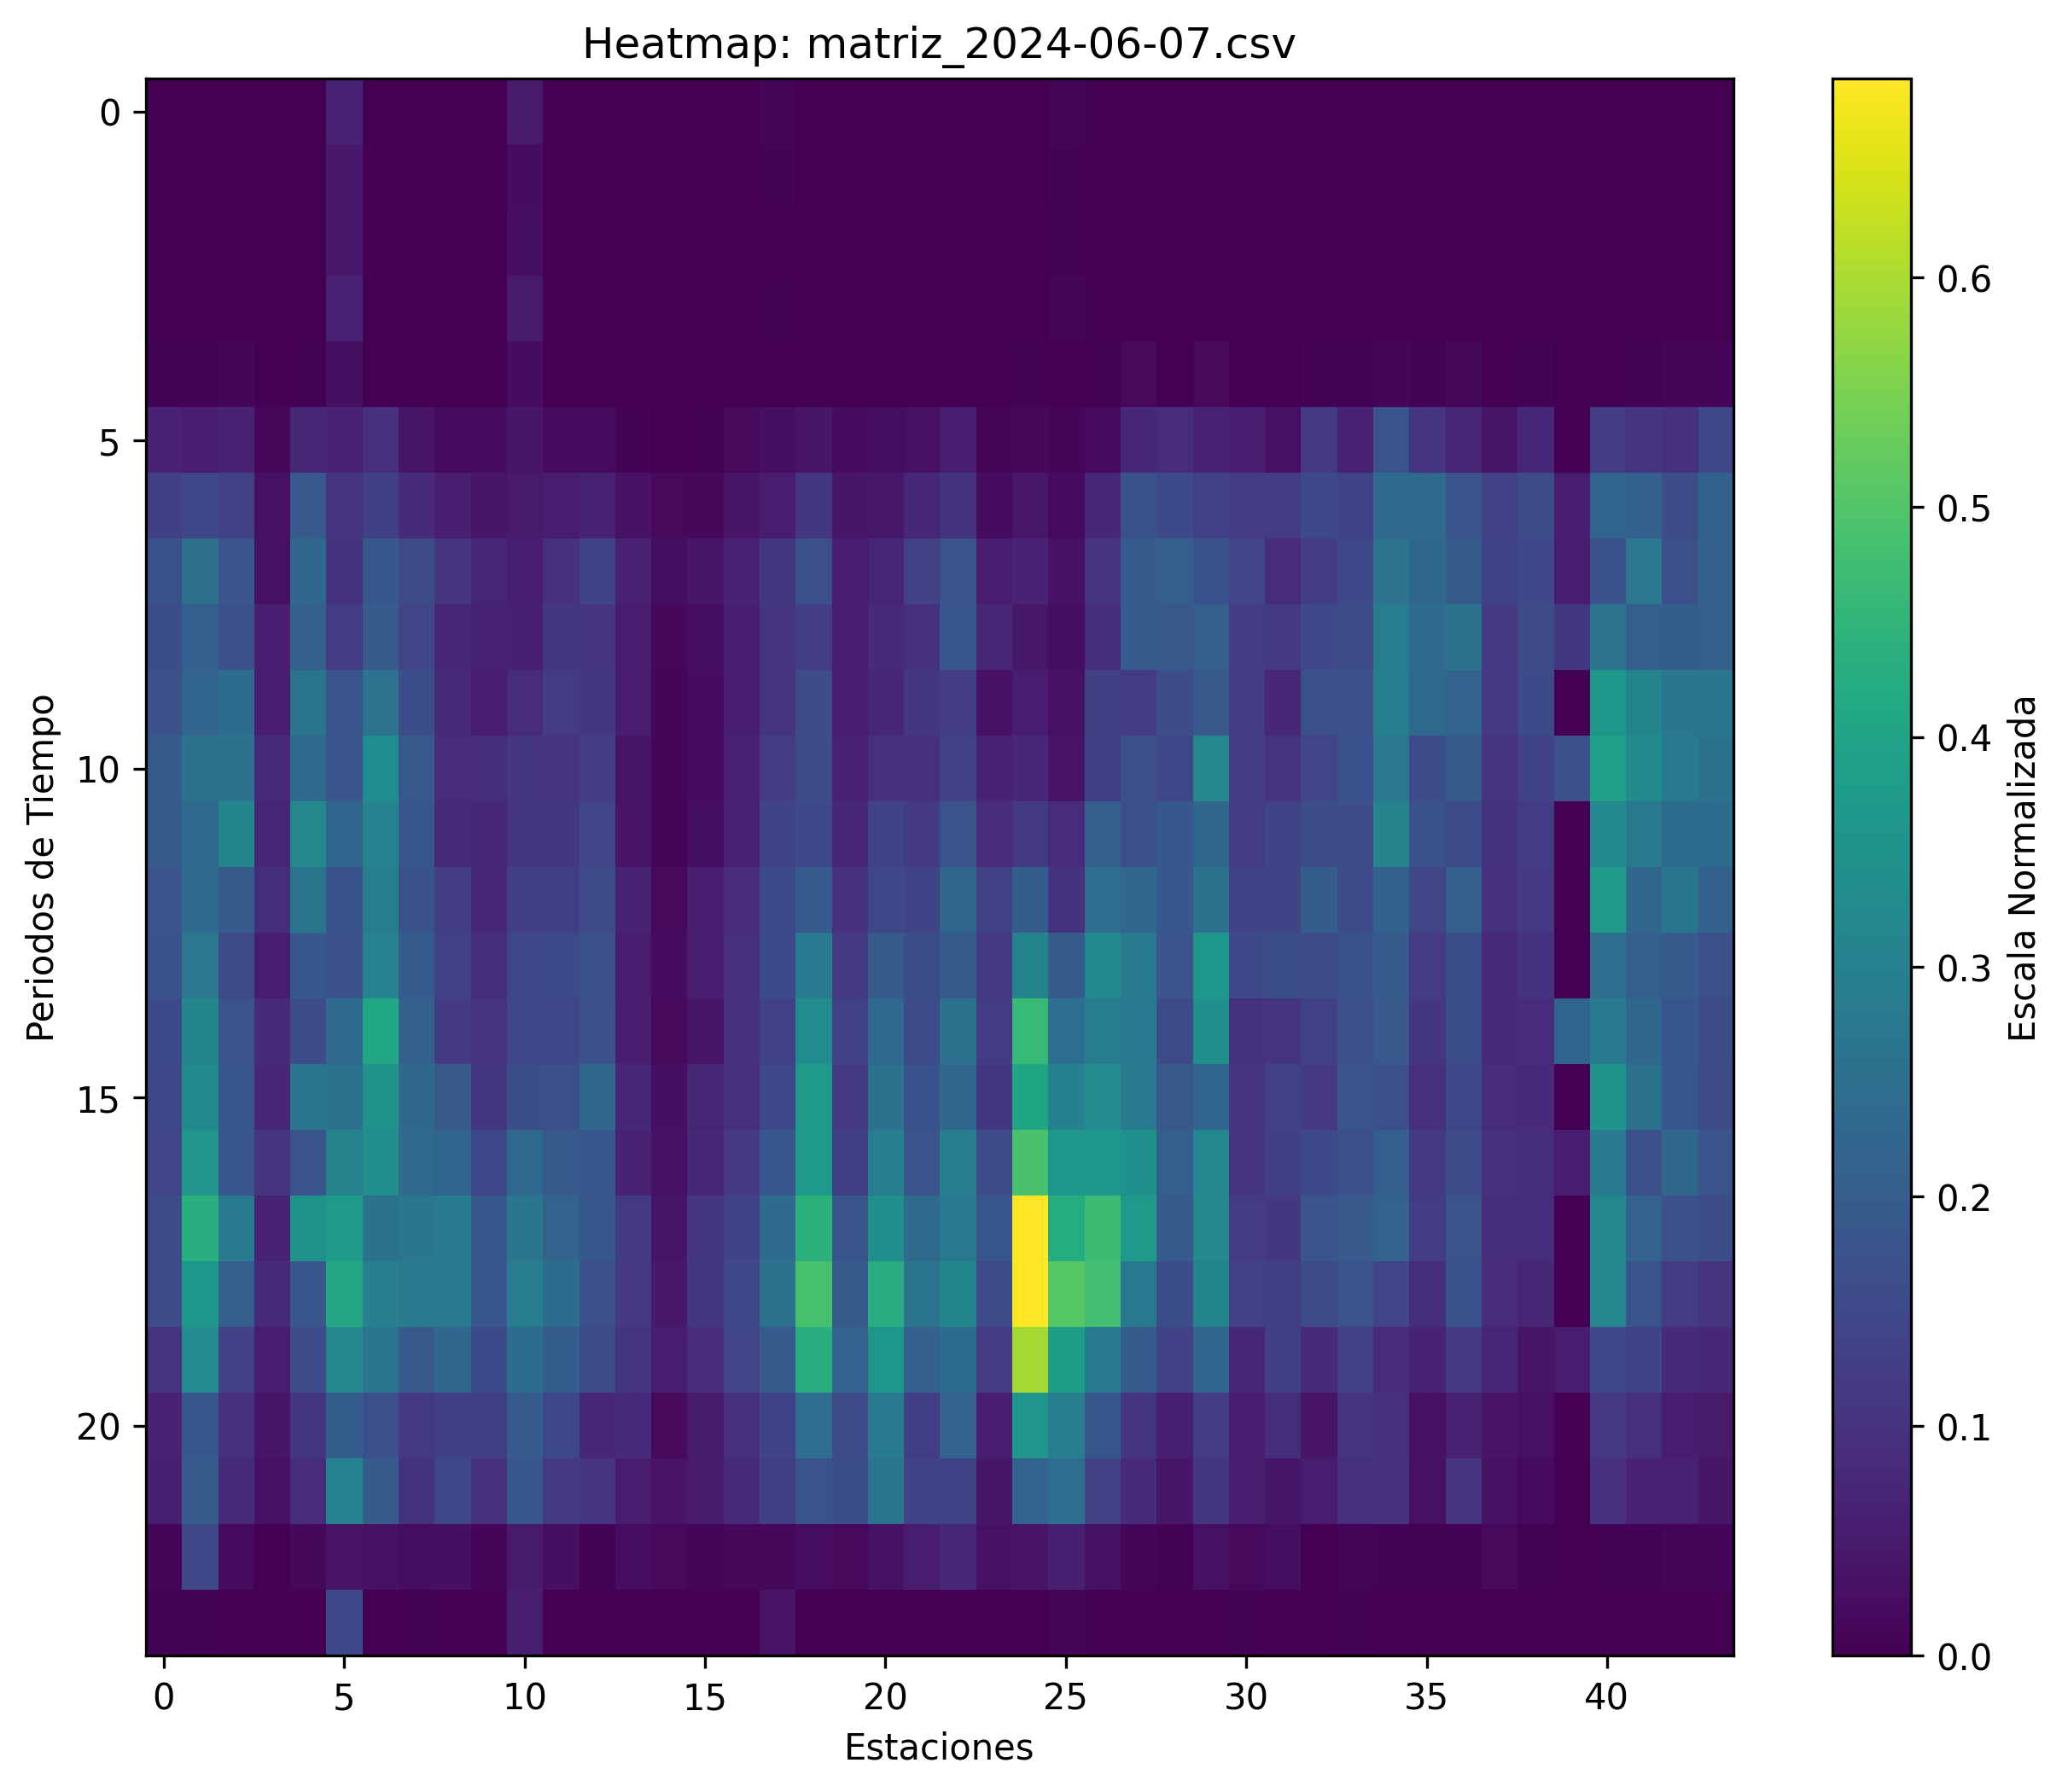 Heatmap: matriz_2024-06-07.csv
0
5
10
15
20
Periodos de Tiempo
0 5 10 15 20 25 30 35 40
Estaciones
0.6
0.5
0.4
0.3
0.2
0.1
0.0
Escala Normalizada